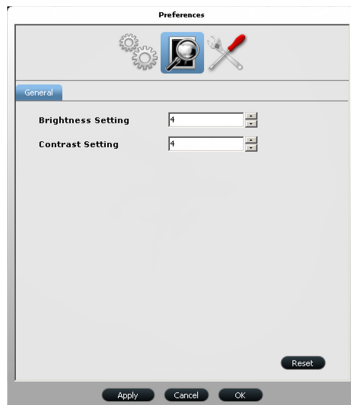 Preferences
General
Brightness Setting 4
Contrast Setting 4
Reset
Apply Cancel OK